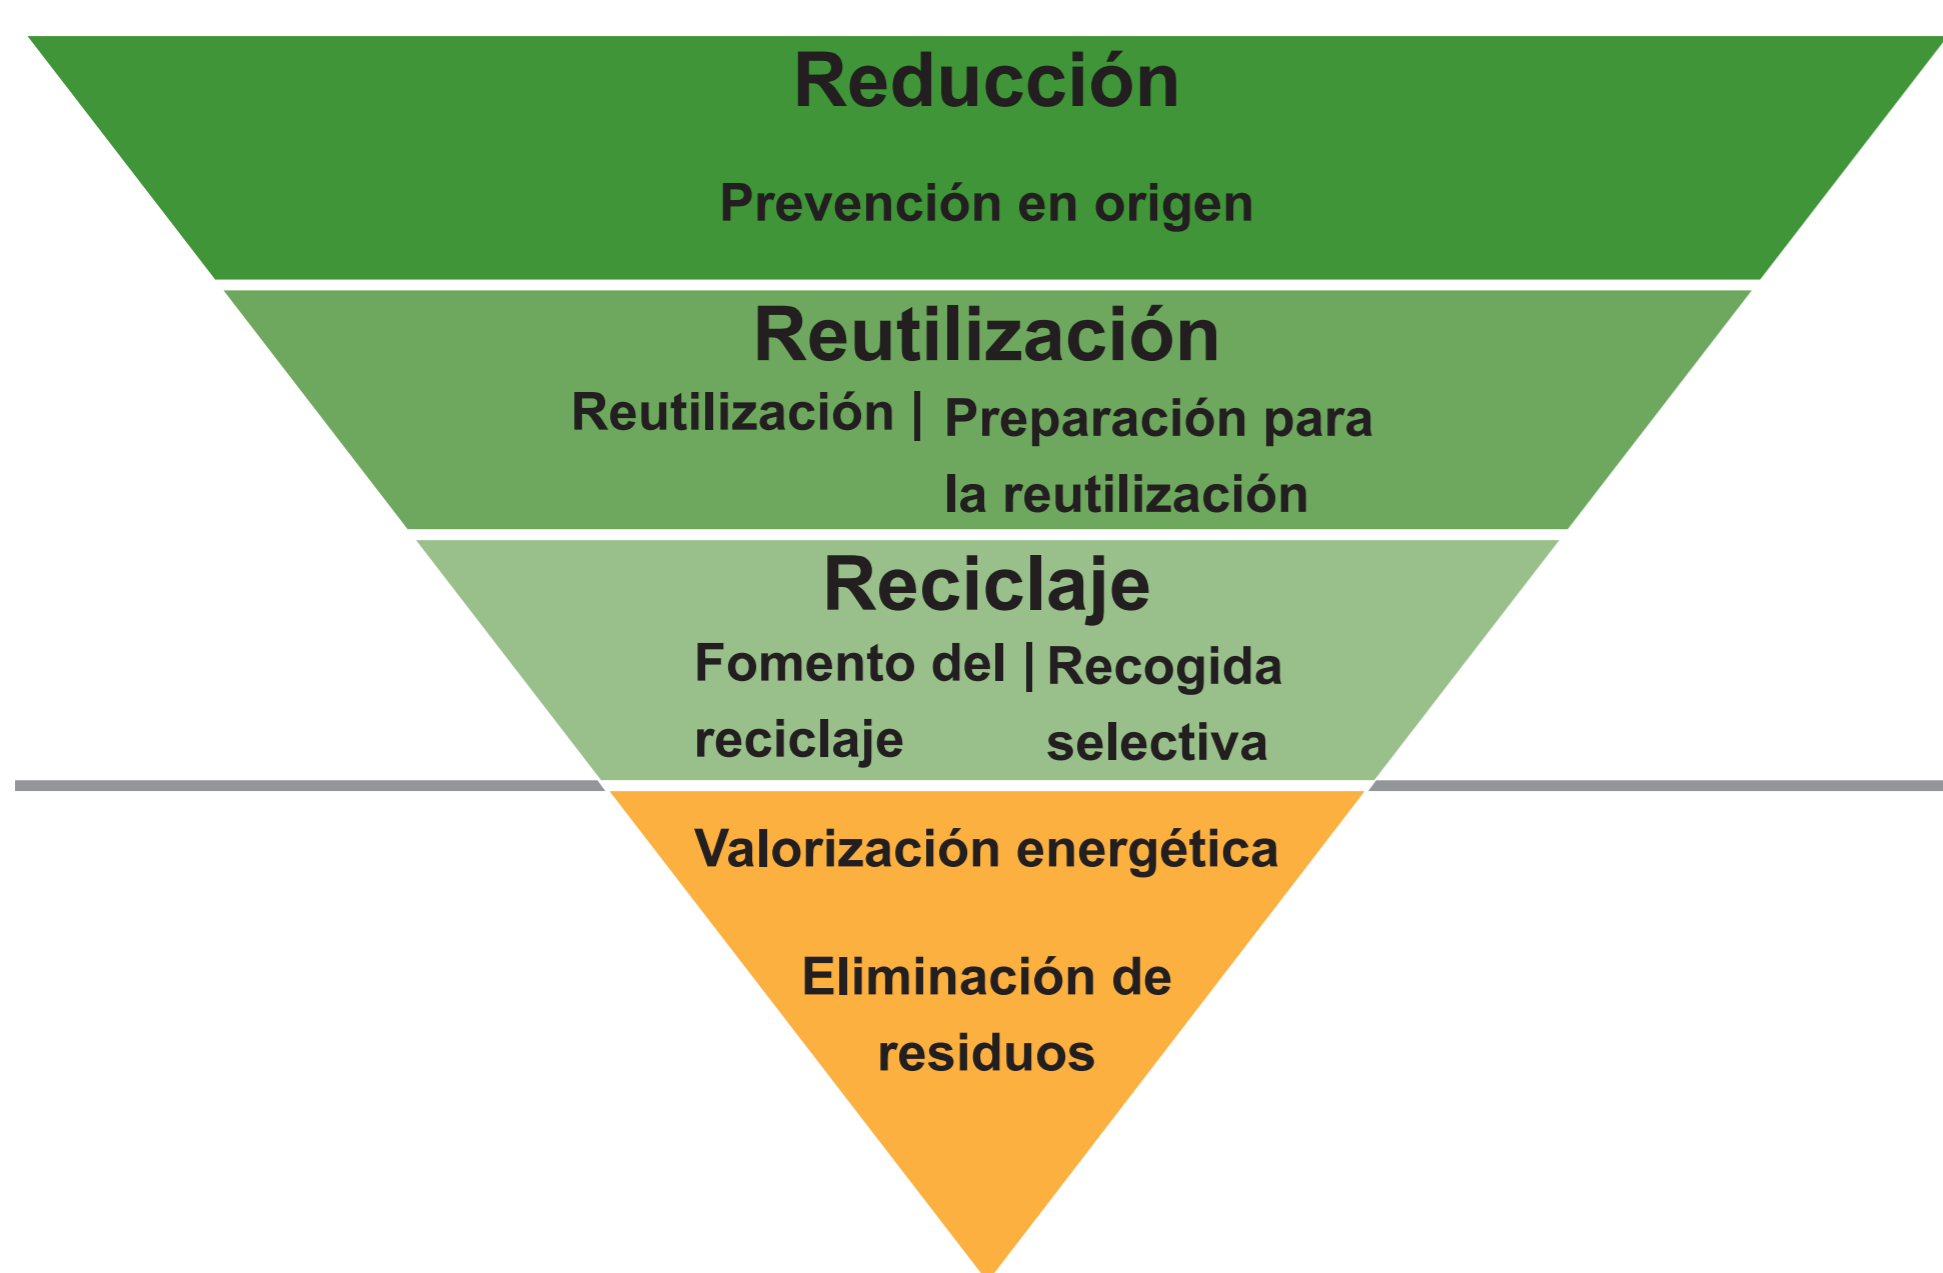 Reducción
Prevención en origen
Reutilización
Reutilización | Preparación para
la reutilización
Reciclaje
Fomento del | Recogida
reciclaje selectiva
Valorización energética
Eliminación de
residuos